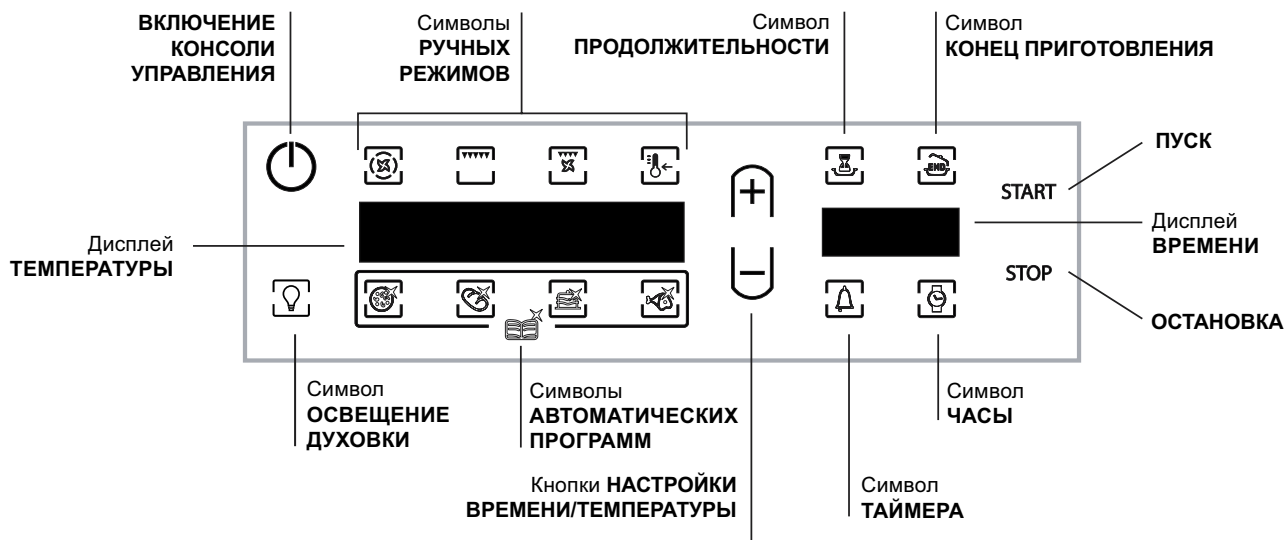 ВКЛЮЧЕНИЕ
КОНСОЛИ
УПРАВЛЕНИЯ
Символы
РУЧНЫХ
РЕЖИМОВ
Символ
ПРОДОЛЖИТЕЛЬНОСТИ
Символ
КОНЕЦ ПРИГОТОВЛЕНИЯ
ПУСК
END
START
Дисплей
ТЕМПЕРАТУРЫ
Дисплей
ВРЕМЕНИ
STOP
ОСТАНОВКА
Символ
ОСВЕЩЕНИЕ
ДУХОВКИ
Символы
АВТОМАТИЧЕСКИХ
ПРОГРАММ
Символ
ЧАСЫ
Кнопки НАСТРОЙКИ
ВРЕМЕНИ/ТЕМПЕРАТУРЫ
Символ
ТАЙМЕРА